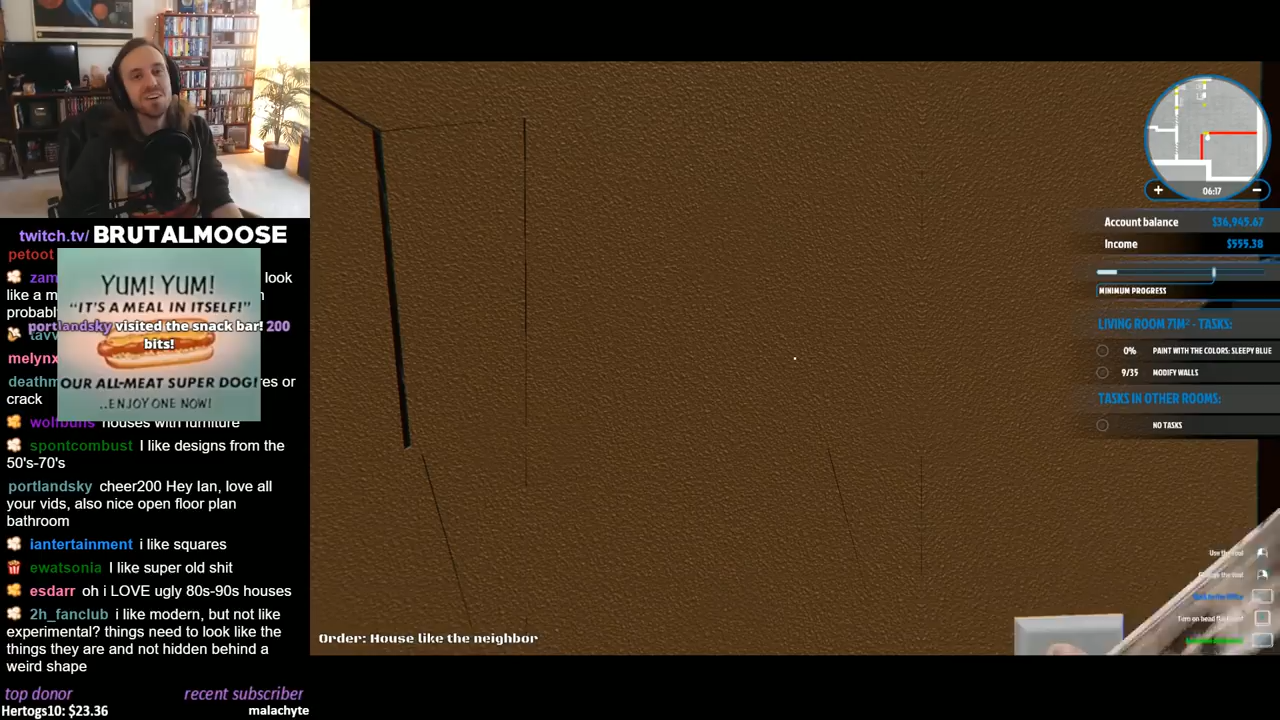 twitch.tv/ BRUTALMOOSE
petoot
zam
look
like a m
probabl
YUM! YUM!
"IT'S A MEAL IN ITSELF!"
portlandsky visited the snack bar! 200
bits!
OUR ALL-MEAT SUPER DOG!
..ENJOY ONE NOW!
melynx
deathm
res or
crack
wolfbuns houses with furniture
spontcombust I like designs from the
50's-70's
portlandsky cheer200 Hey Ian, love all
your vids, also nice open floor plan
bathroom
iantertainment i like squares
ewatsonia I like super old shit
esdarr oh i LOVE ugly 80s-90s houses
2h_fanclub i like modern, but not like
experimental? things need to look like the
things they are and not hidden behind a
weird shape
top donor
recent subscriber
Hertogs10: $23.36
malachyte
Order: House like the neighbor
+ 06:17 −
Account balance $36,945.67
Income $555.38
MINIMUM PROGRESS
LIVING ROOM 71M² - TASKS:
0% PAINT WITH THE COLORS: SLEEPY BLUE
9/35 MODIFY WALLS
TASKS IN OTHER ROOMS:
NO TASKS